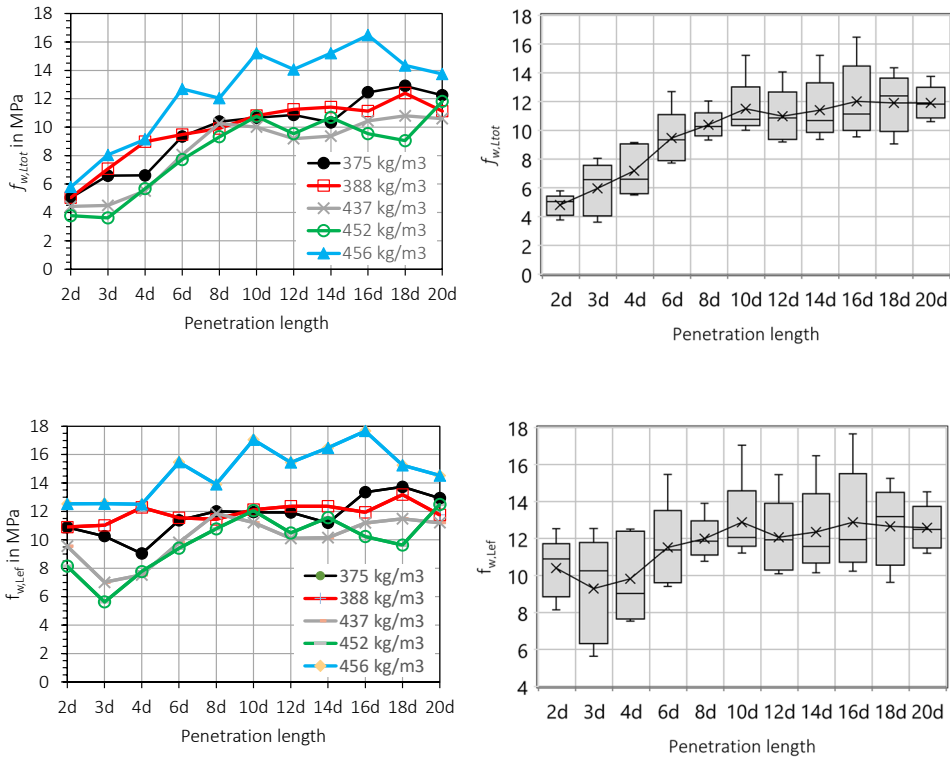 18
16
14
12
10
8
6
4
2
0
f_w,Ltot in MPa
375 kg/m3
388 kg/m3
437 kg/m3
452 kg/m3
456 kg/m3
2d 3d 4d 6d 8d 10d 12d 14d 16d 18d 20d
Penetration length
18
16
14
12
10
8
6
4
2
0
f_w,Ltot
2d 3d 4d 6d 8d 10d 12d 14d 16d 18d 20d
Penetration length
18
16
14
12
10
8
6
4
2
0
f_w,Lef in MPa
375 kg/m3
388 kg/m3
437 kg/m3
452 kg/m3
456 kg/m3
2d 3d 4d 6d 8d 10d 12d 14d 16d 18d 20d
Penetration length
18
16
14
12
10
8
6
4
f_w,Lef
2d 3d 4d 6d 8d 10d 12d 14d 16d 18d 20d
Penetration length